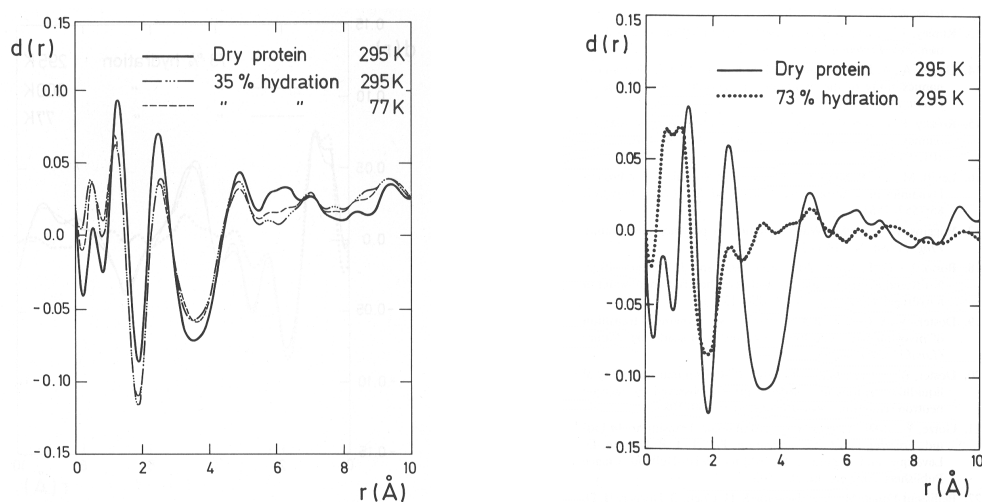 0.15
d(r)
Dry protein 295 K
35 % hydration 295 K
" " 77 K
0.10
0.05
0.0
-0.05
-0.10
-0.15
0 2 4 6 8 10
r (Å)
0.15
d(r)
Dry protein 295 K
73 % hydration 295 K
0.10
0.05
0.0
-0.05
-0.10
-0.15
0 2 4 6 8 10
r (Å)